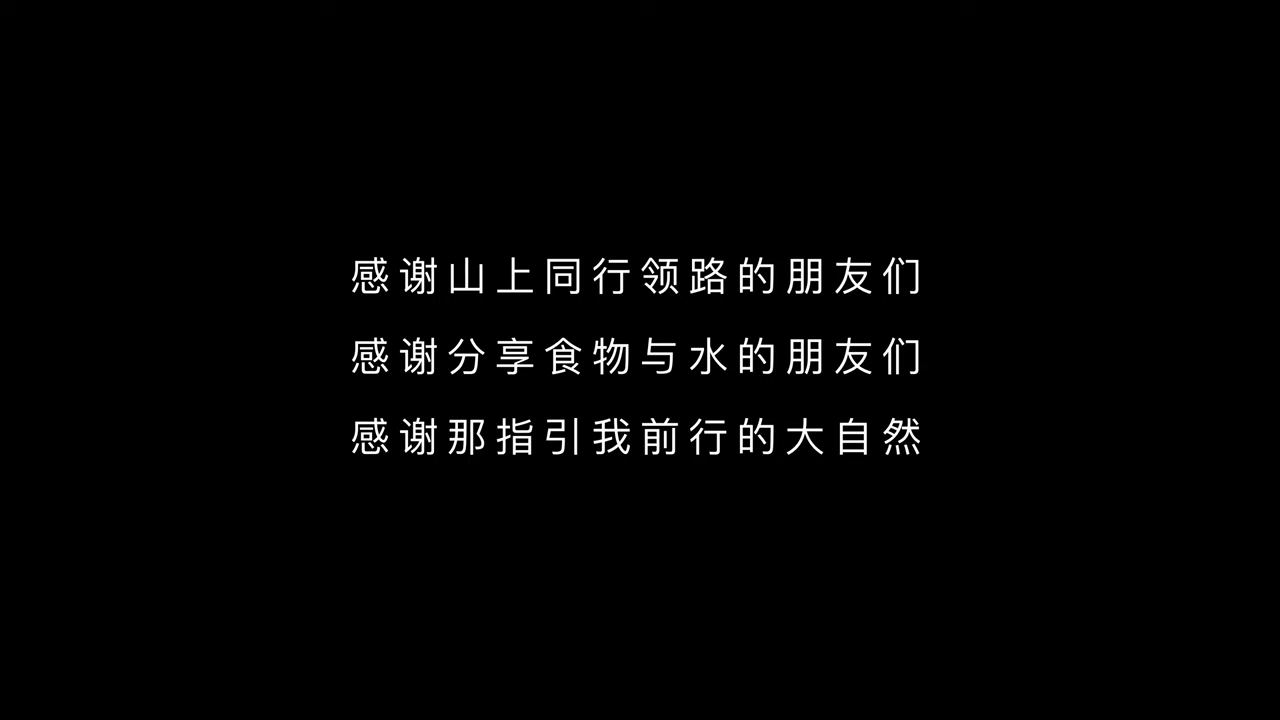 感谢山上同行领路的朋友们
感谢分享食物与水的朋友们
感谢那指引我前行的大自然